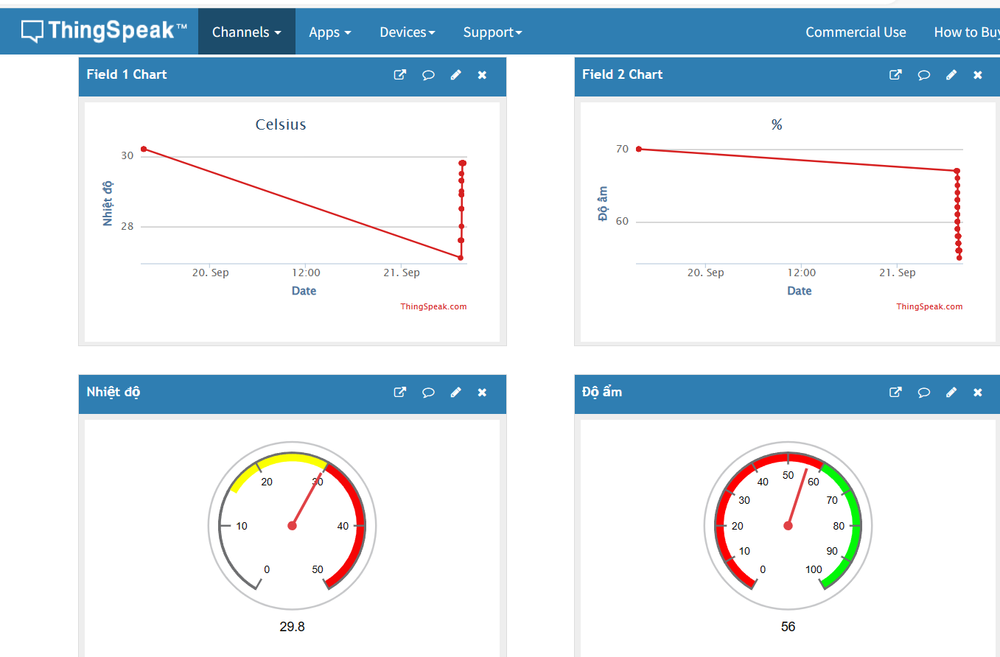 ThingSpeak™ Channels Apps Devices Support Commercial Use How to Buy
Field 1 Chart
Celsius
30
28
Nhiệt độ
20. Sep 12:00 21. Sep
Date
ThingSpeak.com
Field 2 Chart
%
70
60
Độ âm
20. Sep 12:00 21. Sep
Date
ThingSpeak.com
Nhiệt độ
0 10 20 30 40 50
29.8
Độ ẩm
0 10 20 30 40 50 60 70 80 90 100
56